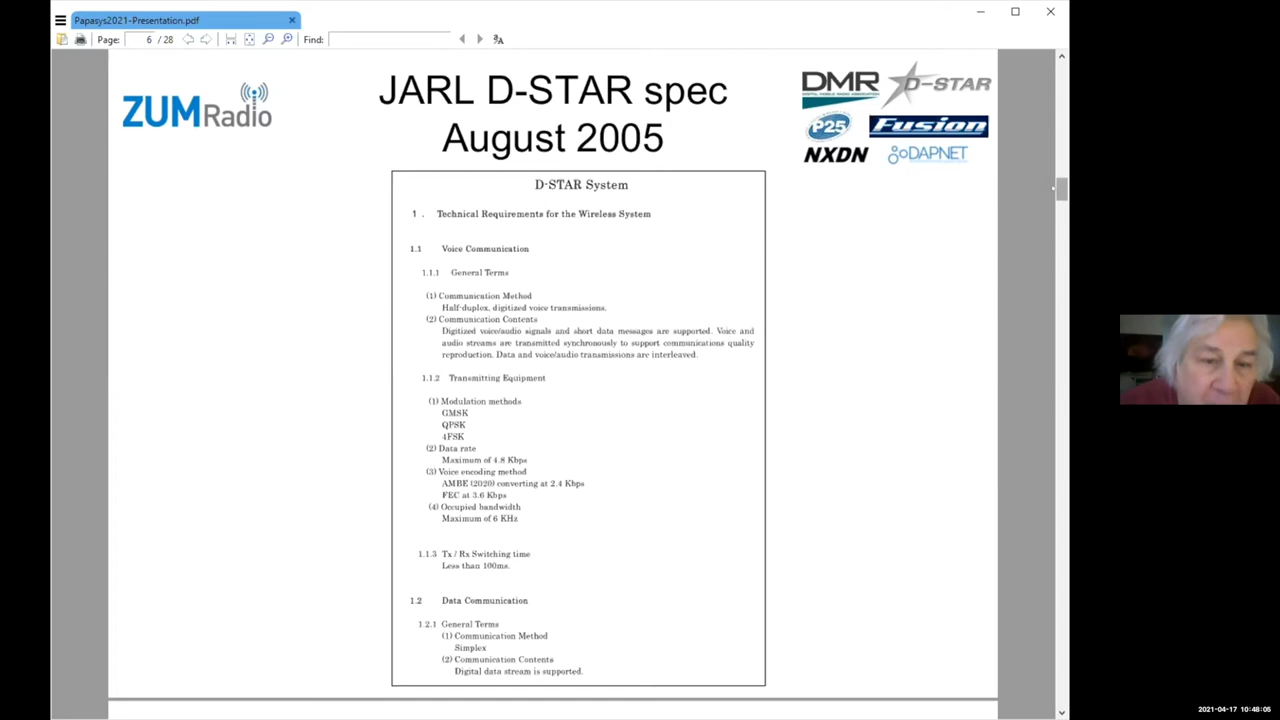 Papasys2021-Presentation.pdf
Page: 6 / 28 Find:
ZUMRadio
JARL D-STAR spec
August 2005
DMR
DIGITAL MOBILE RADIO ASSOCIATION
D-STAR
P25
Fusion
NXDN
DAPNET
D-STAR System
1 . Technical Requirements for the Wireless System
1.1 Voice Communication
1.1.1 General Terms
(1) Communication Method
Half-duplex, digitized voice transmissions.
(2) Communication Contents
Digitized voice/audio signals and short data messages are supported. Voice and
audio streams are transmitted synchronously to support communications quality
reproduction. Data and voice/audio transmissions are interleaved.
1.1.2 Transmitting Equipment
(1) Modulation methods
GMSK
QPSK
4FSK
(2) Data rate
Maximum of 4.8 Kbps
(3) Voice encoding method
AMBE (2020) converting at 2.4 Kbps
FEC at 3.6 Kbps
(4) Occupied bandwidth
Maximum of 6 KHz
1.1.3 Tx / Rx Switching time
Less than 100ms.
1.2 Data Communication
1.2.1 General Terms
(1) Communication Method
Simplex
(2) Communication Contents
Digital data stream is supported.
2021-04-17 10:48:05